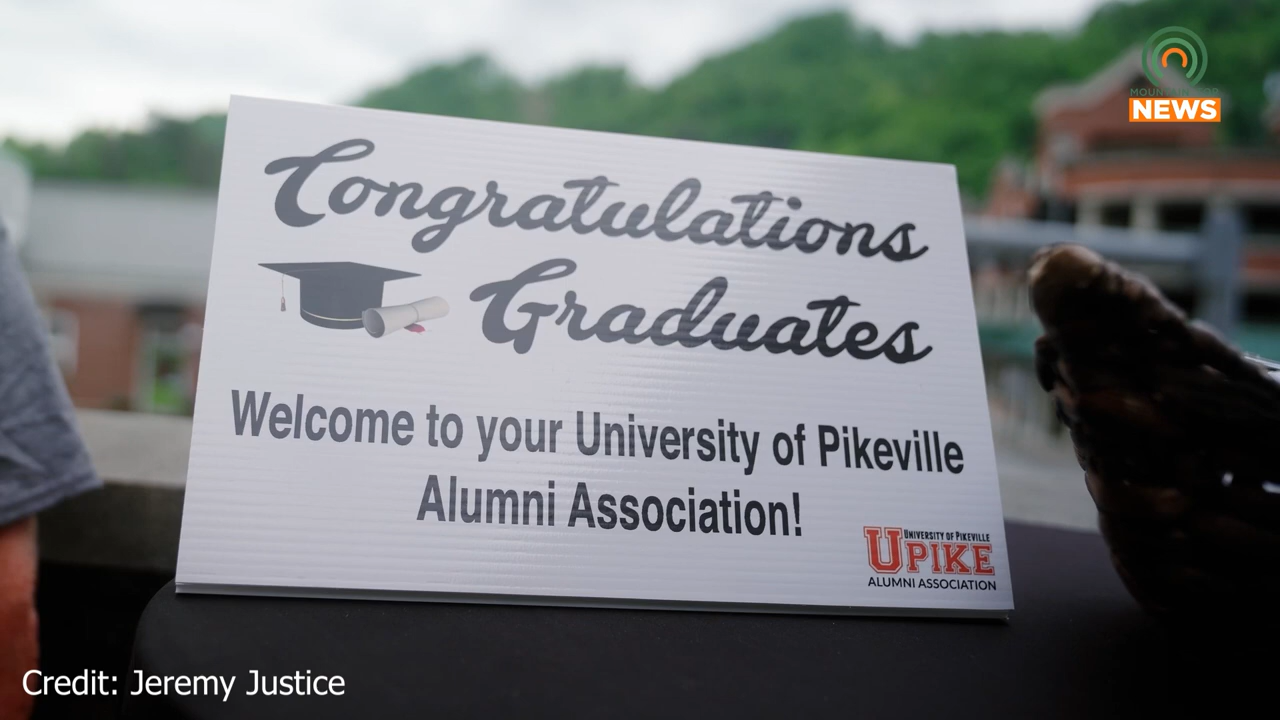 NEWS
Congratulations
Graduates
Welcome to your University of Pikeville
Alumni Association!
UNIVERSITY OF PIKEVILLE
UPIKE
ALUMNI ASSOCIATION
Credit: Jeremy Justice